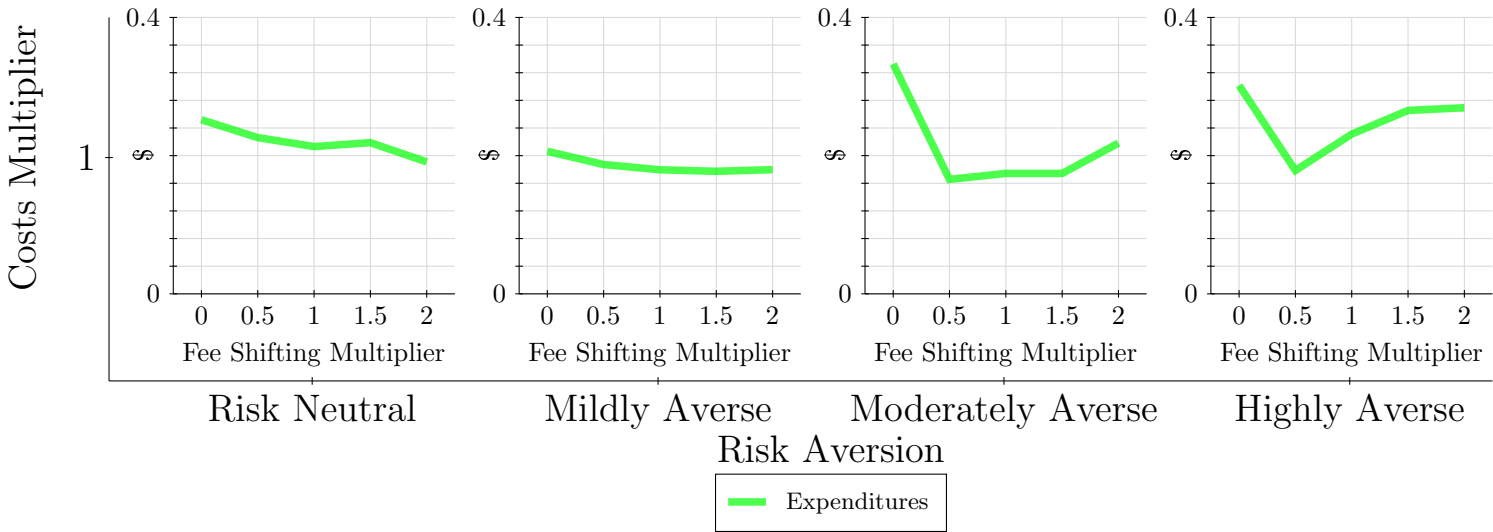 Costs Multiplier
1
$
0.4
0
0 0.5 1 1.5 2
Fee Shifting Multiplier
$
0.4
0
0 0.5 1 1.5 2
Fee Shifting Multiplier
$
0.4
0
0 0.5 1 1.5 2
Fee Shifting Multiplier
$
0.4
0
0 0.5 1 1.5 2
Fee Shifting Multiplier
Risk Neutral
Mildly Averse
Moderately Averse
Highly Averse
Risk Aversion
Expenditures